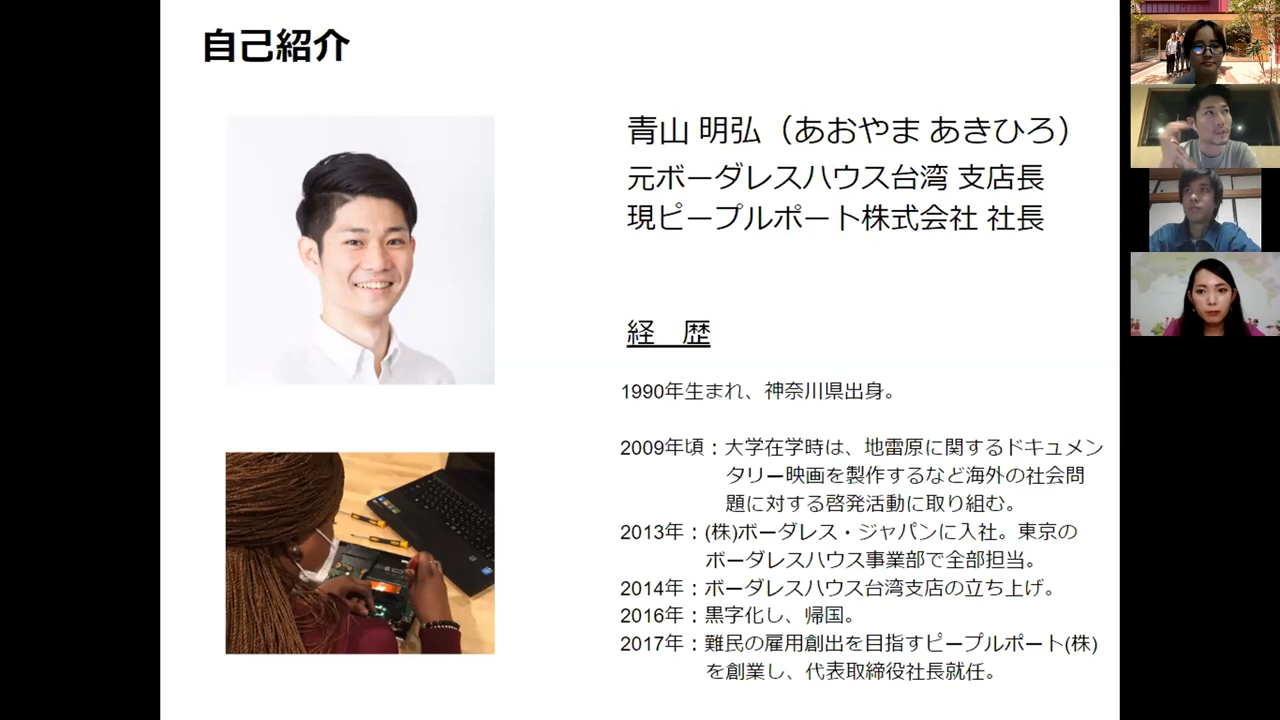 自己紹介
青山 明弘（あおやま あきひろ）
元ボーダレスハウス台湾 支店長
現ピープルポート株式会社 社長
経　歴
1990年生まれ、神奈川県出身。
2009年頃：大学在学時は、地雷原に関するドキュメン
タリー映画を製作するなど海外の社会問
題に対する啓発活動に取り組む。
2013年：(株)ボーダレス・ジャパンに入社。東京の
ボーダレスハウス事業部で全部担当。
2014年：ボーダレスハウス台湾支店の立ち上げ。
2016年：黒字化し、帰国。
2017年：難民の雇用創出を目指すピープルポート(株)
を創業し、代表取締役社長就任。